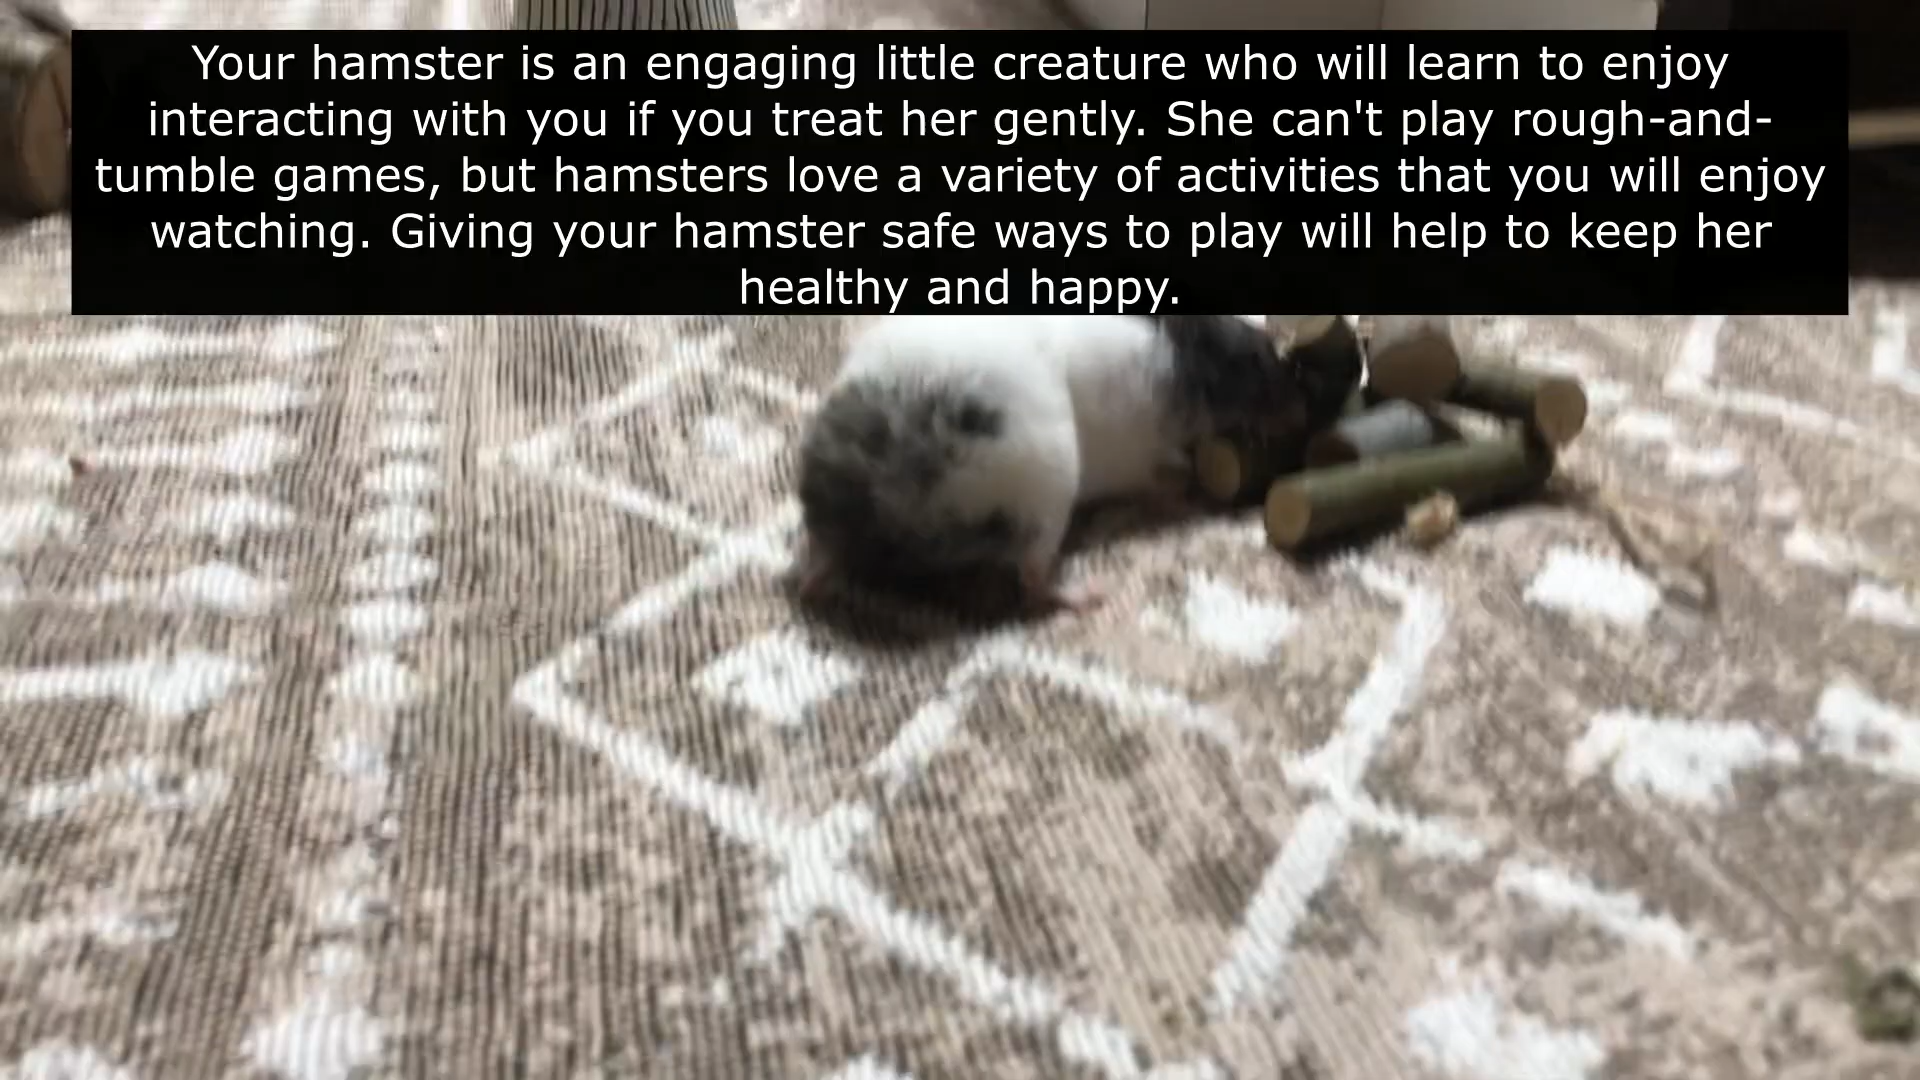 Your hamster is an engaging little creature who will learn to enjoy
interacting with you if you treat her gently. She can't play rough-and-
tumble games, but hamsters love a variety of activities that you will enjoy
watching. Giving your hamster safe ways to play will help to keep her
healthy and happy.